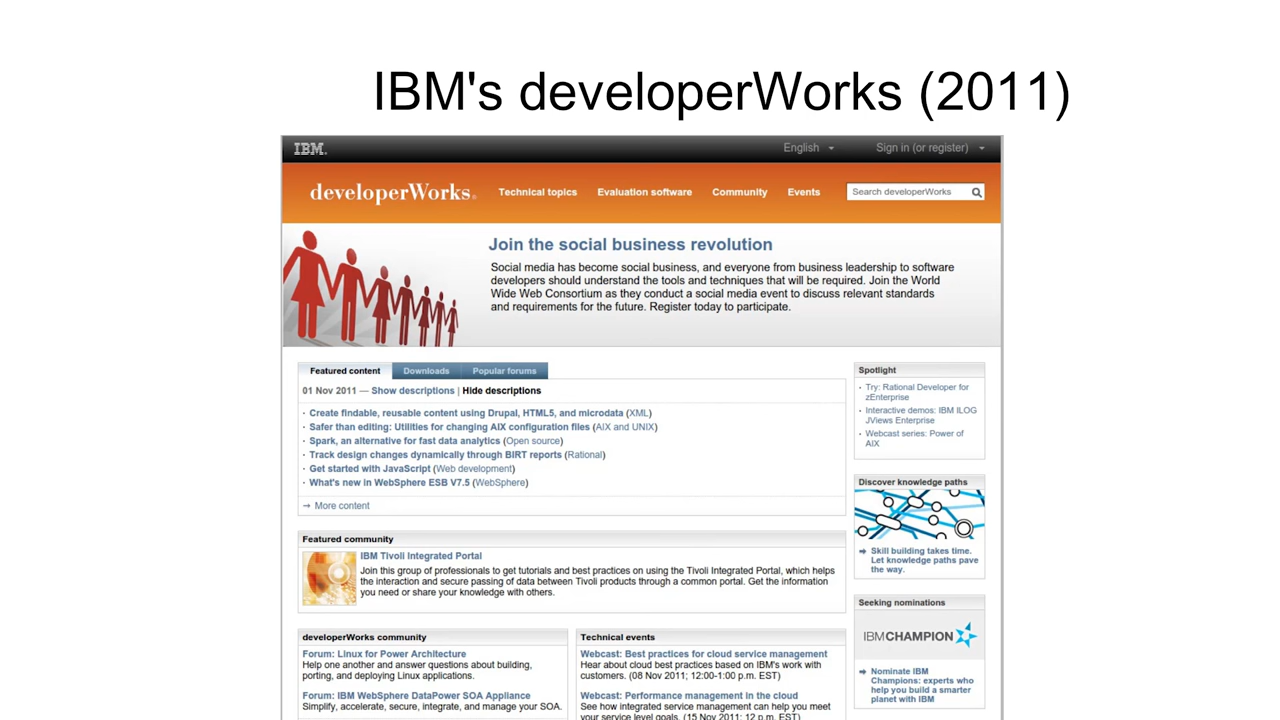 IBM's developerWorks (2011)
IBM.
English
Sign in (or register)
developerWorks®
Technical topics
Evaluation software
Community
Events
Search developerWorks
Join the social business revolution
Social media has become social business, and everyone from business leadership to software
developers should understand the tools and techniques that will be required. Join the World
Wide Web Consortium as they conduct a social media event to discuss relevant standards
and requirements for the future. Register today to participate.
Featured content
Downloads
Popular forums
01 Nov 2011 — Show descriptions | Hide descriptions
· Create findable, reusable content using Drupal, HTML5, and microdata (XML)
· Safer than editing: Utilities for changing AIX configuration files (AIX and UNIX)
· Spark, an alternative for fast data analytics (Open source)
· Track design changes dynamically through BIRT reports (Rational)
· Get started with JavaScript (Web development)
· What's new in WebSphere ESB V7.5 (WebSphere)
→ More content
Featured community
IBM Tivoli Integrated Portal
Join this group of professionals to get tutorials and best practices on using the Tivoli Integrated Portal, which helps
the interaction and secure passing of data between Tivoli products through a common portal. Get the information
you need or share your knowledge with others.
developerWorks community
Forum: Linux for Power Architecture
Help one another and answer questions about building,
porting, and deploying Linux applications.
Forum: IBM WebSphere DataPower SOA Appliance
Simplify, accelerate, secure, integrate, and manage your SOA.
Technical events
Webcast: Best practices for cloud service management
Hear about cloud best practices based on IBM's work with
customers. (08 Nov 2011; 12:00-1:00 p.m. EST)
Webcast: Performance management in the cloud
See how integrated service management can help you meet
your service level goals. (15 Nov 2011; 12 p.m. EST)
Spotlight
· Try: Rational Developer for
zEnterprise
· Interactive demos: IBM ILOG
JViews Enterprise
· Webcast series: Power of
AIX
Discover knowledge paths
Skill building takes time.
Let knowledge paths pave
the way.
Seeking nominations
IBM CHAMPION
Nominate IBM
Champions: experts who
help you build a smarter
planet with IBM